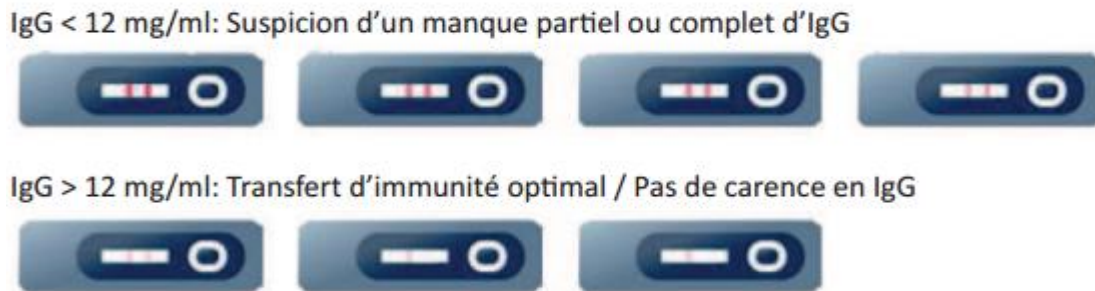 IgG < 12 mg/ml: Suspicion d’un manque partiel ou complet d’IgG
IgG > 12 mg/ml: Transfert d’immunité optimal / Pas de carence en IgG